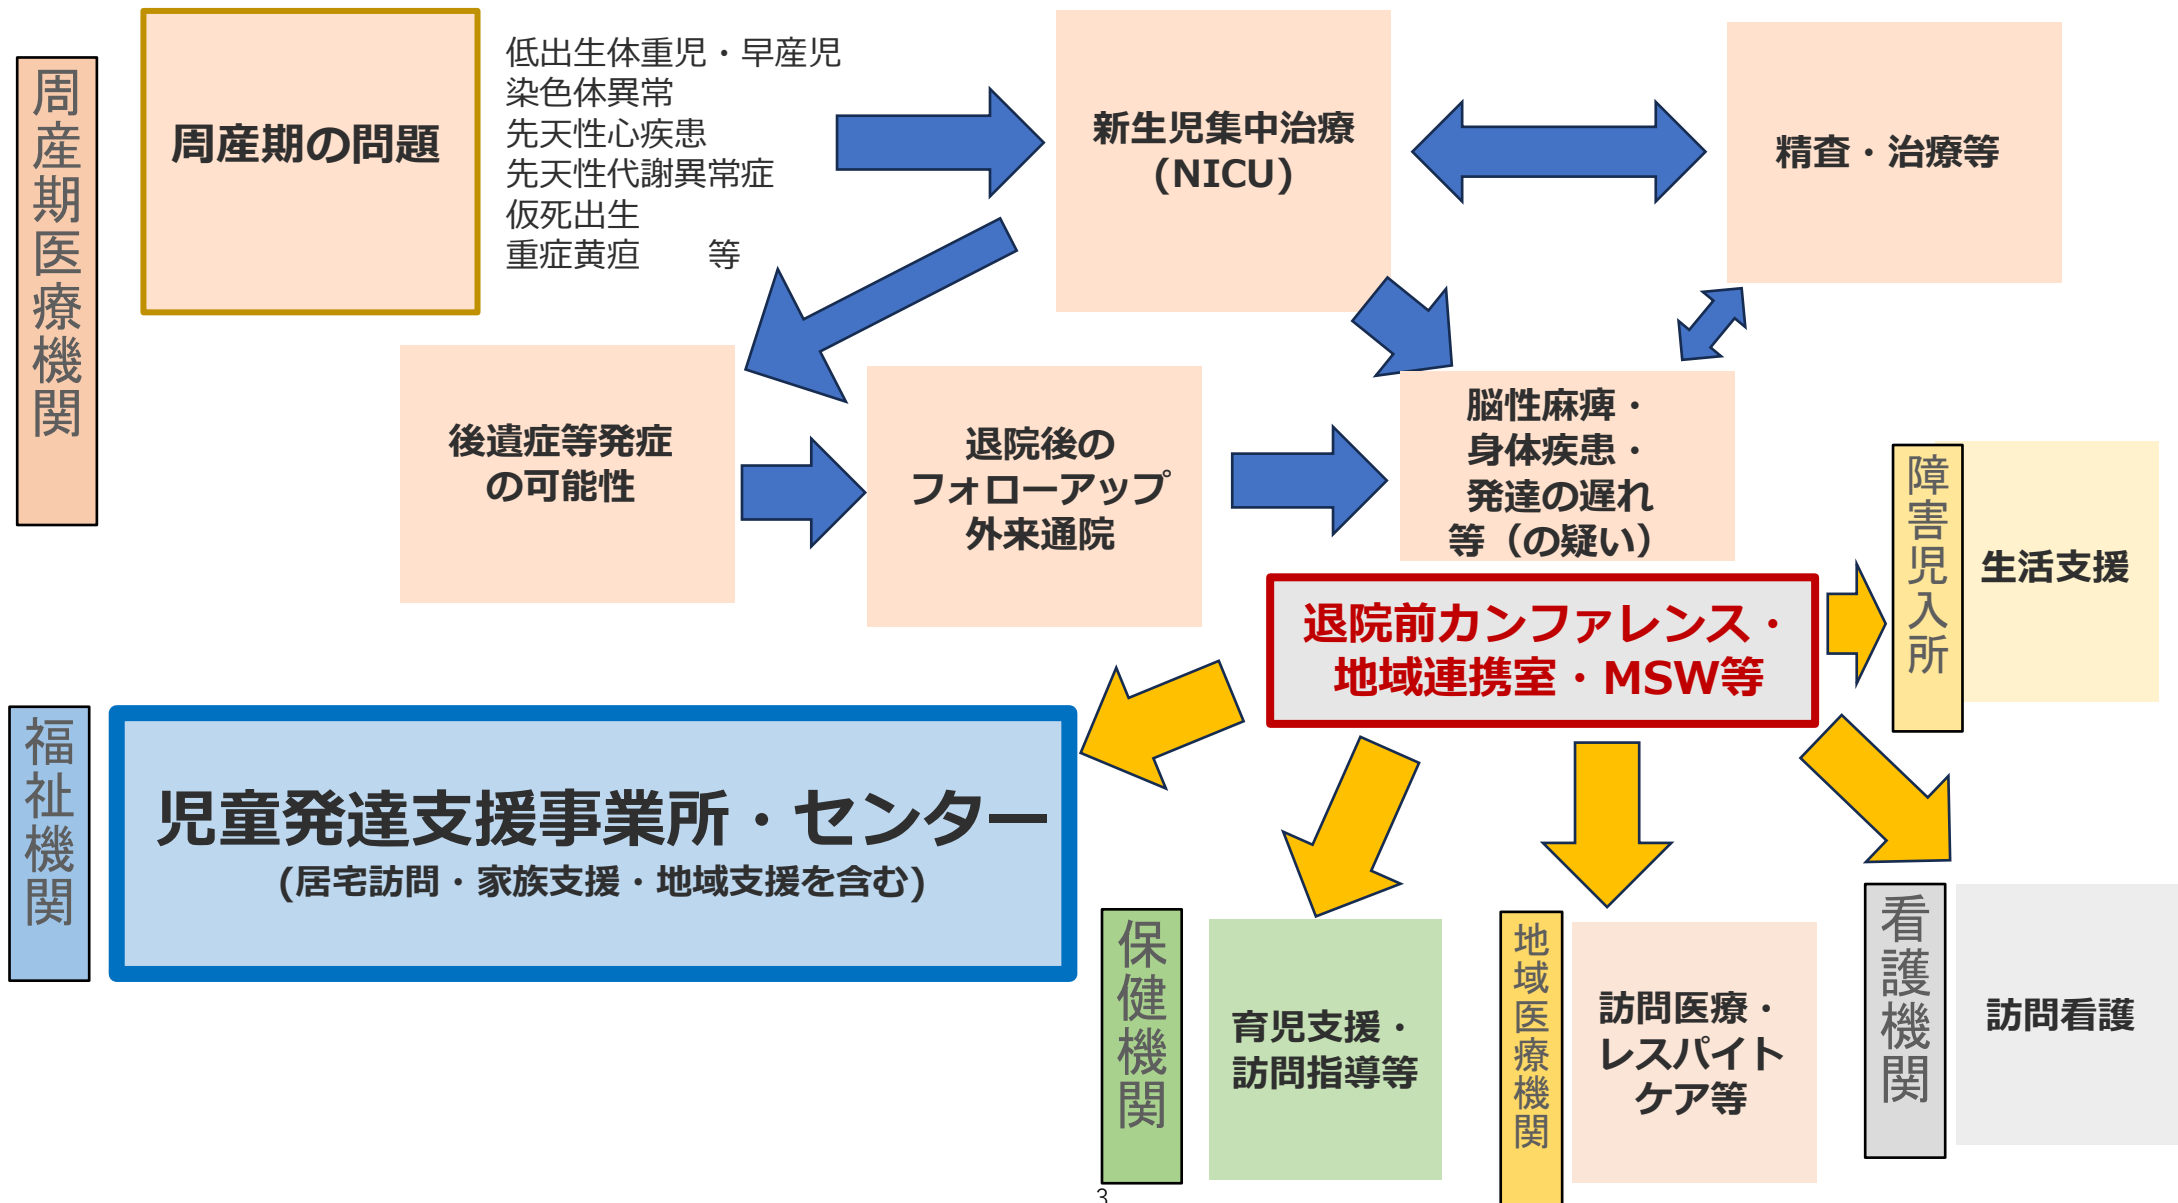 周産期医療機関
周産期の問題
低出生体重児・早産児
染色体異常
先天性心疾患
先天性代謝異常症
仮死出生
重症黄疸　　等
新生児集中治療
(NICU)
精査・治療等
後遺症等発症
の可能性
退院後の
フォローアップ
外来通院
脳性麻痺・
身体疾患・
発達の遅れ
等（の疑い）
障害児入所
生活支援
退院前カンファレンス・
地域連携室・MSW等
福祉機関
児童発達支援事業所・センター
(居宅訪問・家族支援・地域支援を含む)
保健機関
育児支援・
訪問指導等
地域医療機関
訪問医療・
レスパイト
ケア等
看護機関
訪問看護
3